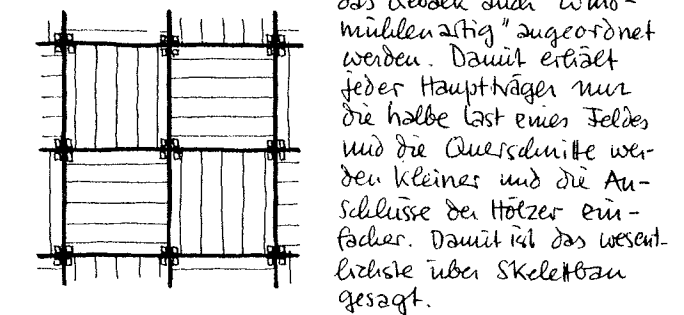 das Gebälk auch "wind-
mühlenartig" angeordnet
werden. Damit erhält
jeder Hauptträger nur
die halbe Last eines Feldes
und die Querschnitte wer-
den kleiner und die An-
schlüsse der Hölzer ein-
facher. Damit ist das wesent-
lichste über Skelettbau
gesagt.